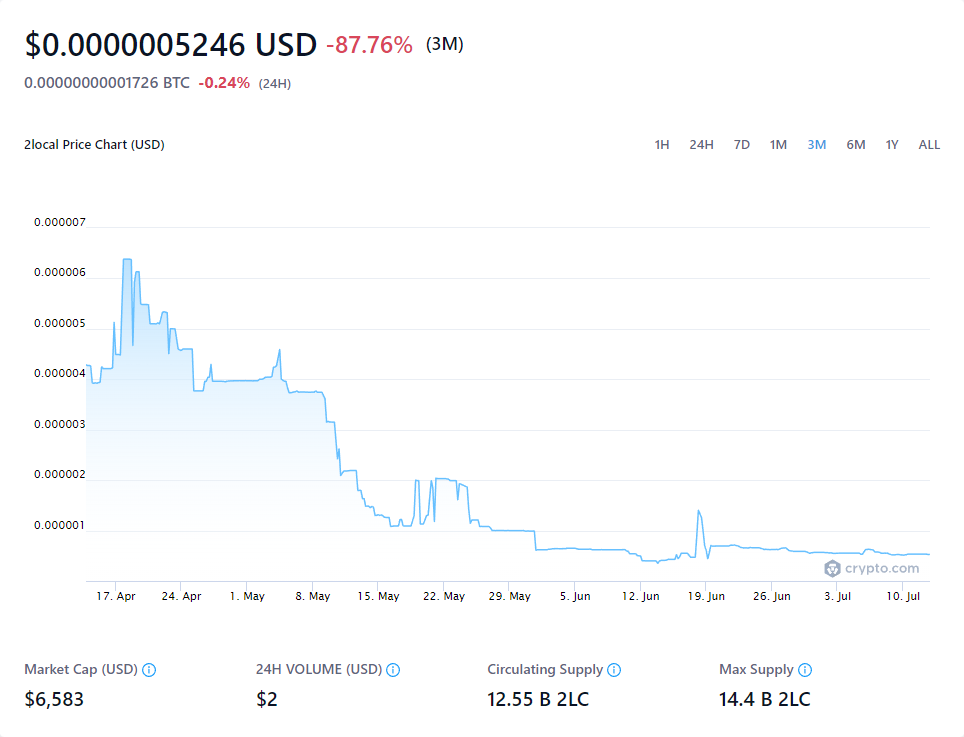 $0.0000005246 USD -87.76% (3M)
0.00000000001726 BTC -0.24% (24H)
2local Price Chart (USD) 1H 24H 7D 1M 3M 6M 1Y ALL
0.000007
0.000006
0.000005
0.000004
0.000003
0.000002
0.000001
crypto.com
17. Apr 24. Apr 1. May 8. May 15. May 22. May 29. May 5. Jun 12. Jun 19. Jun 26. Jun 3. Jul 10. Jul
Market Cap (USD) 24H VOLUME (USD) Circulating Supply Max Supply
$6,583 $2 12.55 B 2LC 14.4 B 2LC